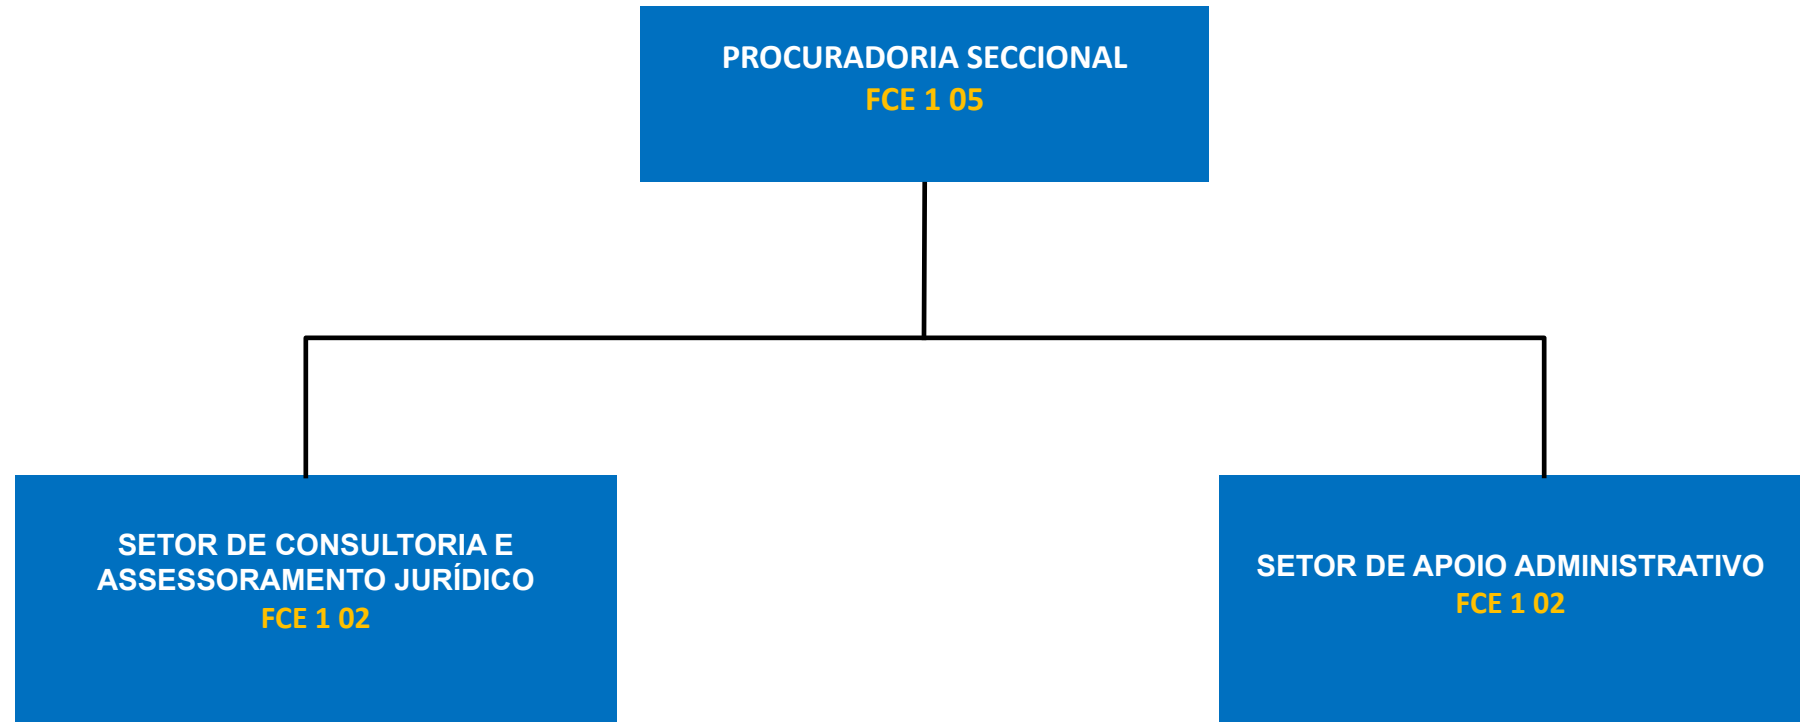 PROCURADORIA SECCIONAL
FCE 1 05
SETOR DE CONSULTORIA E
ASSESSORAMENTO JURÍDICO
FCE 1 02
SETOR DE APOIO ADMINISTRATIVO
FCE 1 02